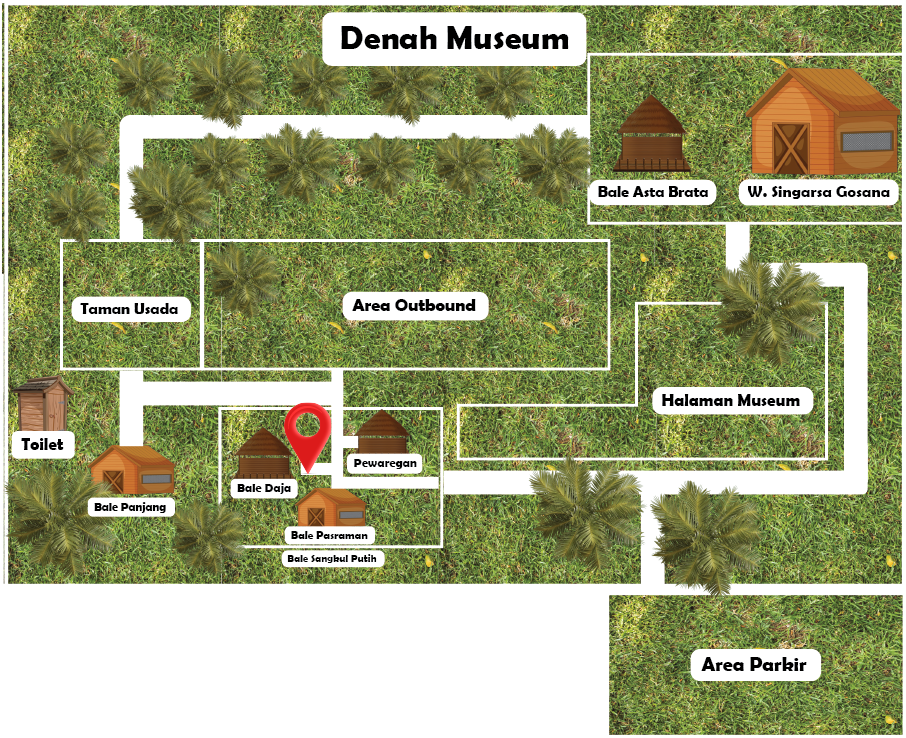 Denah Museum
Bale Asta Brata
W. Singarsa Gosana
Taman Usada
Area Outbound
Halaman Museum
Toilet
Pewaregan
Bale Daja
Bale Panjang
Bale Pasraman
Bale Sangkul Putih
Area Parkir